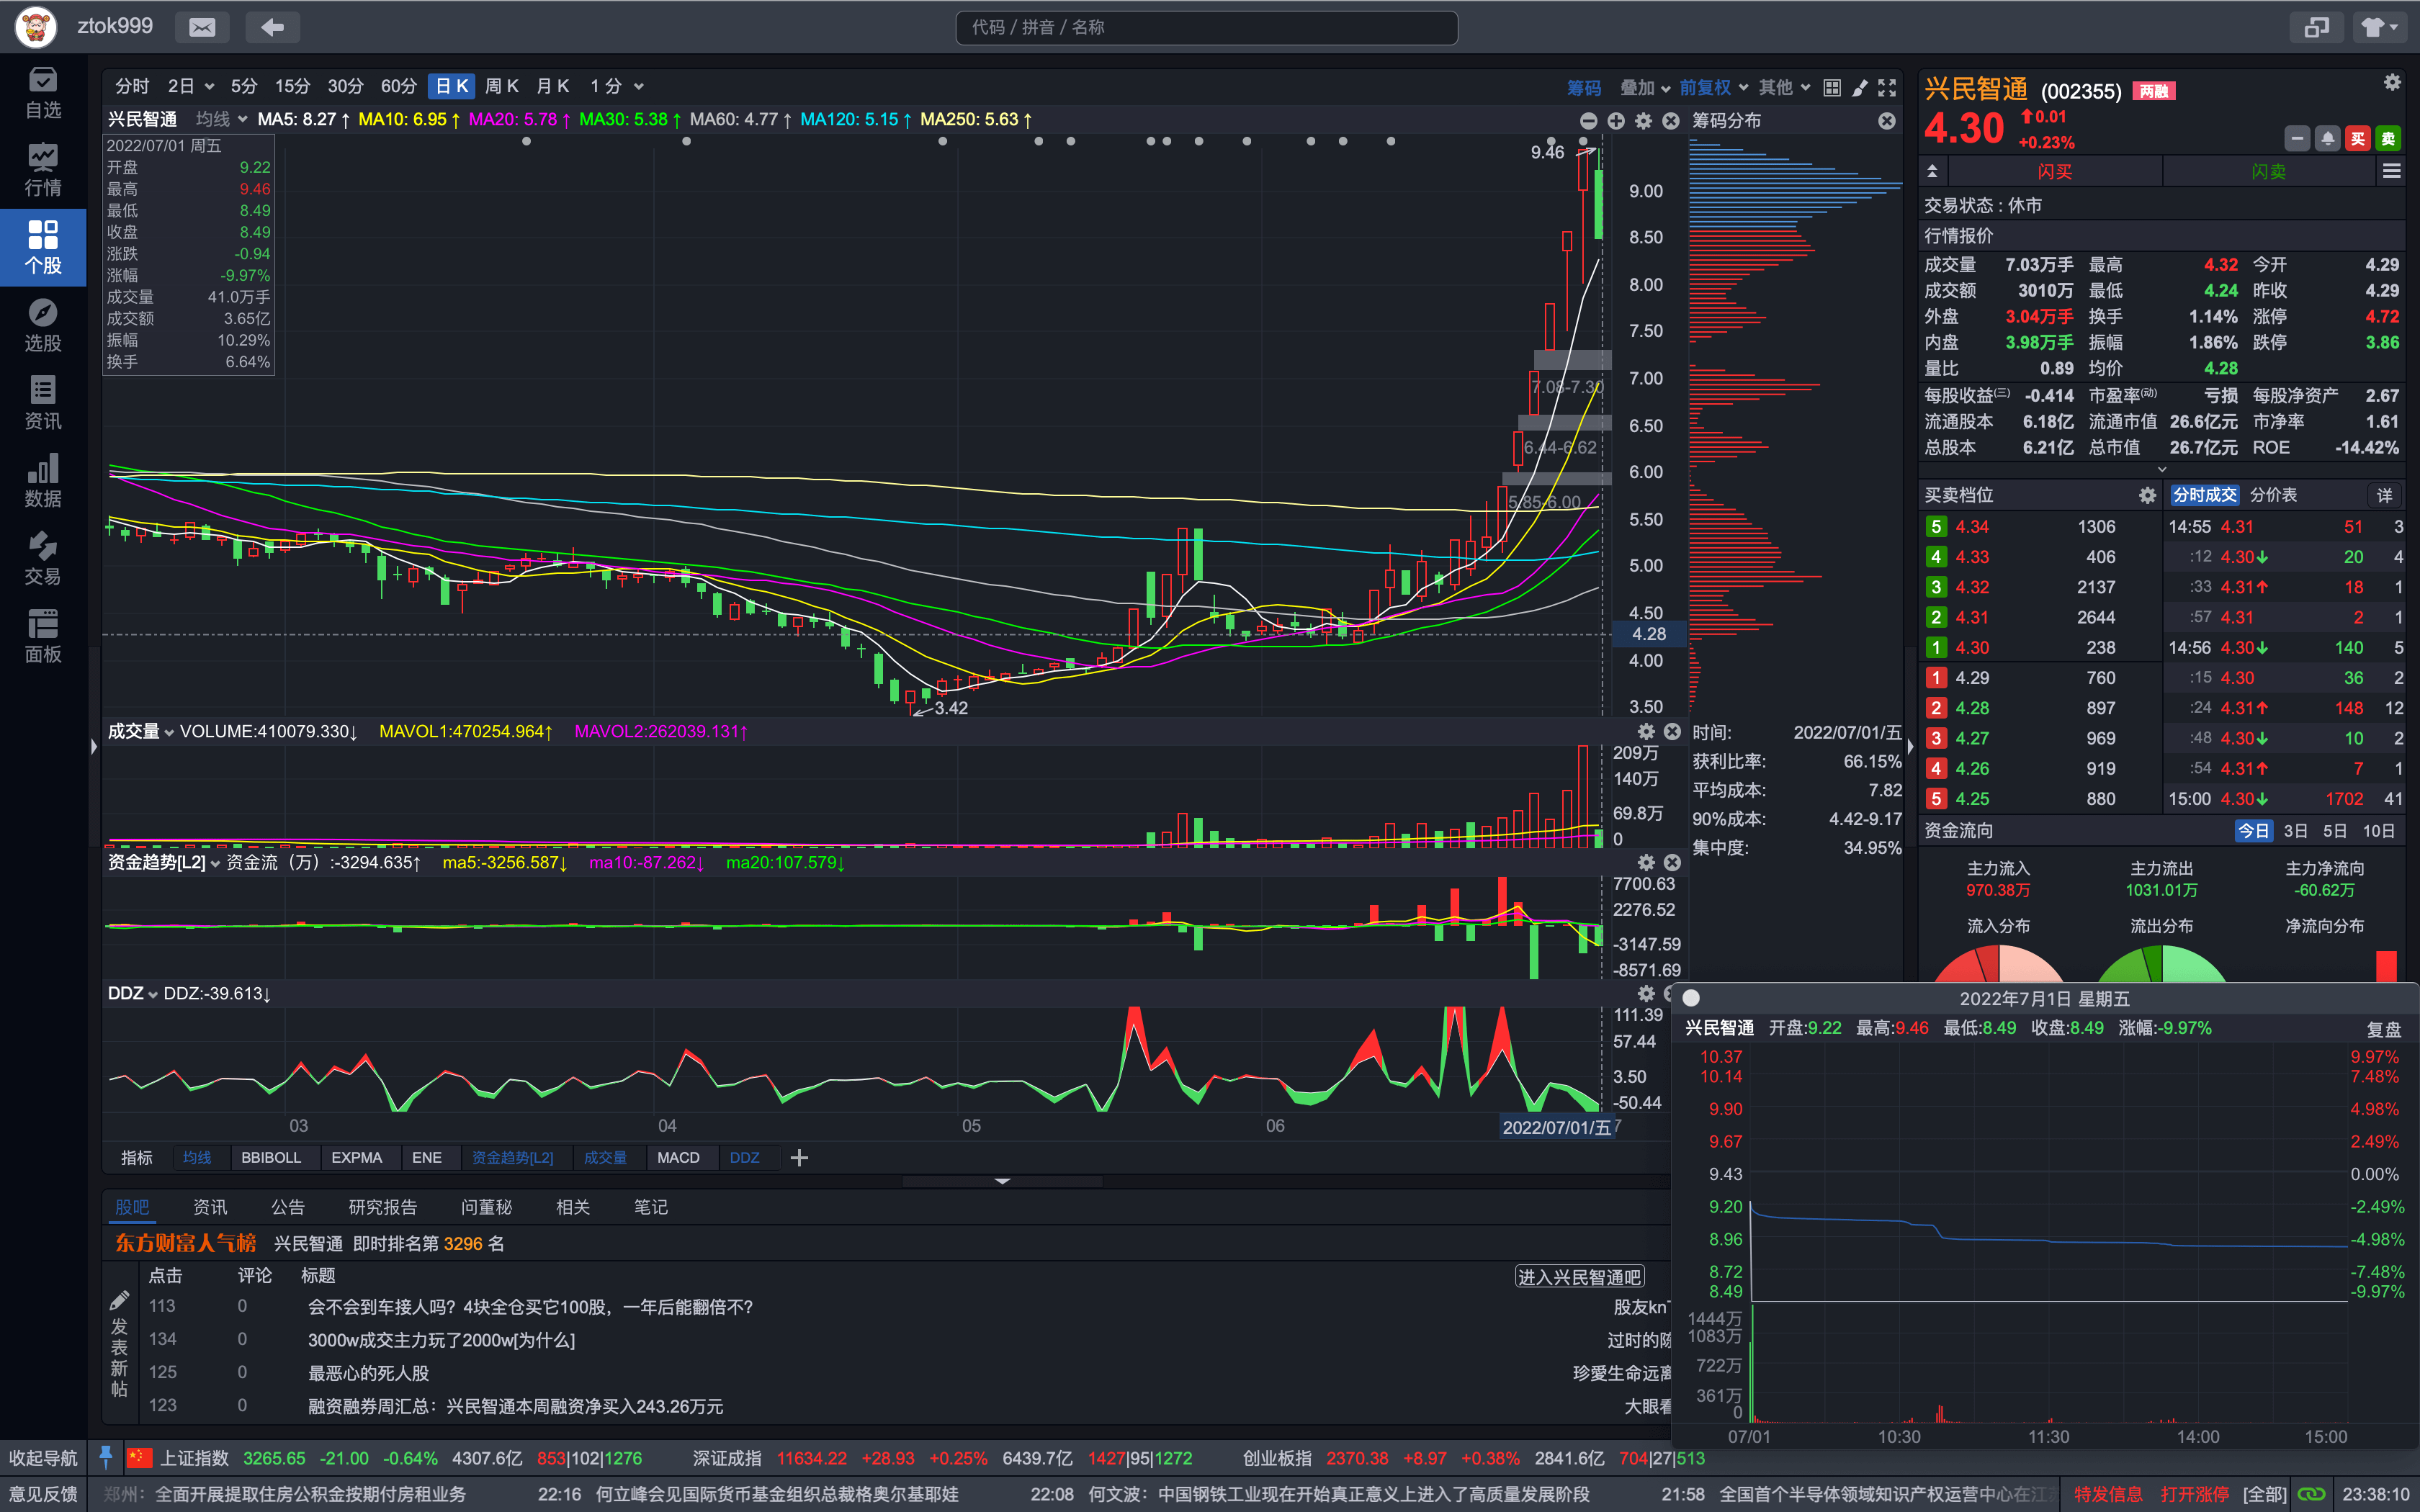 ztok999
代码 / 拼音 / 名称
自选
行情
个股
选股
资讯
数据
交易
面板
分时 2日 5分 15分 30分 60分 日K 周K 月K 1分 筹码 叠加 前复权 其他
兴民智通 均线 MA5: 8.27↑ MA10: 6.95↑ MA20: 5.78↑ MA30: 5.38↑ MA60: 4.77↑ MA120: 5.15↑ MA250: 5.63↑
筹码分布
2022/07/01 周五
开盘 9.22
最高 9.46
最低 8.49
收盘 8.49
涨跌 -0.94
涨幅 -9.97%
成交量 41.0万手
成交额 3.65亿
振幅 10.29%
换手 6.64%
9.46
9.00
8.50
8.00
7.50
7.00
6.50
6.00
5.50
5.00
4.50
4.28
4.00
3.50
7.08-7.30
6.44-6.62
5.85-6.00
3.42
成交量 VOLUME:410079.330↓ MAVOL1:470254.964↑ MAVOL2:262039.131↑
209万
140万
69.8万
0
资金趋势[L2] 资金流（万）:-3294.635↑ ma5:-3256.587↓ ma10:-87.262↓ ma20:107.579↓
7700.63
2276.52
-3147.59
-8571.69
DDZ DDZ:-39.613↓
111.39
57.44
3.50
-50.44
03 04 05 06 2022/07/01/五 7
时间: 2022/07/01/五
获利比率: 66.15%
平均成本: 7.82
90%成本: 4.42-9.17
集中度: 34.95%
指标 均线 BBIBOLL EXPMA ENE 资金趋势[L2] 成交量 MACD DDZ
股吧 资讯 公告 研究报告 问董秘 相关 笔记
东方财富人气榜 兴民智通 即时排名第 3296 名
点击 评论 标题 进入兴民智通吧
113 0 会不会到车接人吗？4块全仓买它100股，一年后能翻倍不? 股友kn
134 0 3000w成交主力玩了2000w[为什么] 过时的
125 0 最恶心的死人股 珍愛生命远
123 0 融资融券周汇总：兴民智通本周融资净买入243.26万元 大眼看
发表新帖
兴民智通 (002355) 两融
4.30 ↑0.01
+0.23%
买 卖
闪买 闪卖
交易状态 : 休市
行情报价
成交量 7.03万手 最高 4.32 今开 4.29
成交额 3010万 最低 4.24 昨收 4.29
外盘 3.04万手 换手 1.14% 涨停 4.72
内盘 3.98万手 振幅 1.86% 跌停 3.86
量比 0.89 均价 4.28
每股收益(三) -0.414 市盈率(动) 亏损 每股净资产 2.67
流通股本 6.18亿 流通市值 26.6亿元 市净率 1.61
总股本 6.21亿 总市值 26.7亿元 ROE -14.42%
买卖档位 分时成交 分价表 详
5 4.34 1306 14:55 4.31 51 3
4 4.33 406 :12 4.30↓ 20 4
3 4.32 2137 :33 4.31↑ 18 1
2 4.31 2644 :57 4.31 2 1
1 4.30 238 14:56 4.30↓ 140 5
1 4.29 760 :15 4.30 36 2
2 4.28 897 :24 4.31↑ 148 12
3 4.27 969 :48 4.30↓ 10 2
4 4.26 919 :54 4.31↑ 7 1
5 4.25 880 15:00 4.30↓ 1702 41
资金流向 今日 3日 5日 10日
主力流入 主力流出 主力净流向
970.38万 1031.01万 -60.62万
流入分布 流出分布 净流向分布
2022年7月1日 星期五
兴民智通 开盘:9.22 最高:9.46 最低:8.49 收盘:8.49 涨幅:-9.97% 复盘
10.37 9.97%
10.14 7.48%
9.90 4.98%
9.67 2.49%
9.43 0.00%
9.20 -2.49%
8.96 -4.98%
8.72 -7.48%
8.49 -9.97%
1444万
1083万
722万
361万
0
07/01 10:30 11:30 14:00 15:00
收起导航 上证指数 3265.65 -21.00 -0.64% 4307.6亿 853|102|1276 深证成指 11634.22 +28.93 +0.25% 6439.7亿 1427|95|1272 创业板指 2370.38 +8.97 +0.38% 2841.6亿 704|27|513
意见反馈 郑州：全面开展提取住房公积金按期付房租业务 22:16 何立峰会见国际货币基金组织总裁格奥尔基耶娃 22:08 何文波：中国钢铁工业现在开始真正意义上进入了高质量发展阶段 21:58 全国首个半导体领域知识产权运营中心在江 特发信息 打开涨停 [全部] 23:38:10